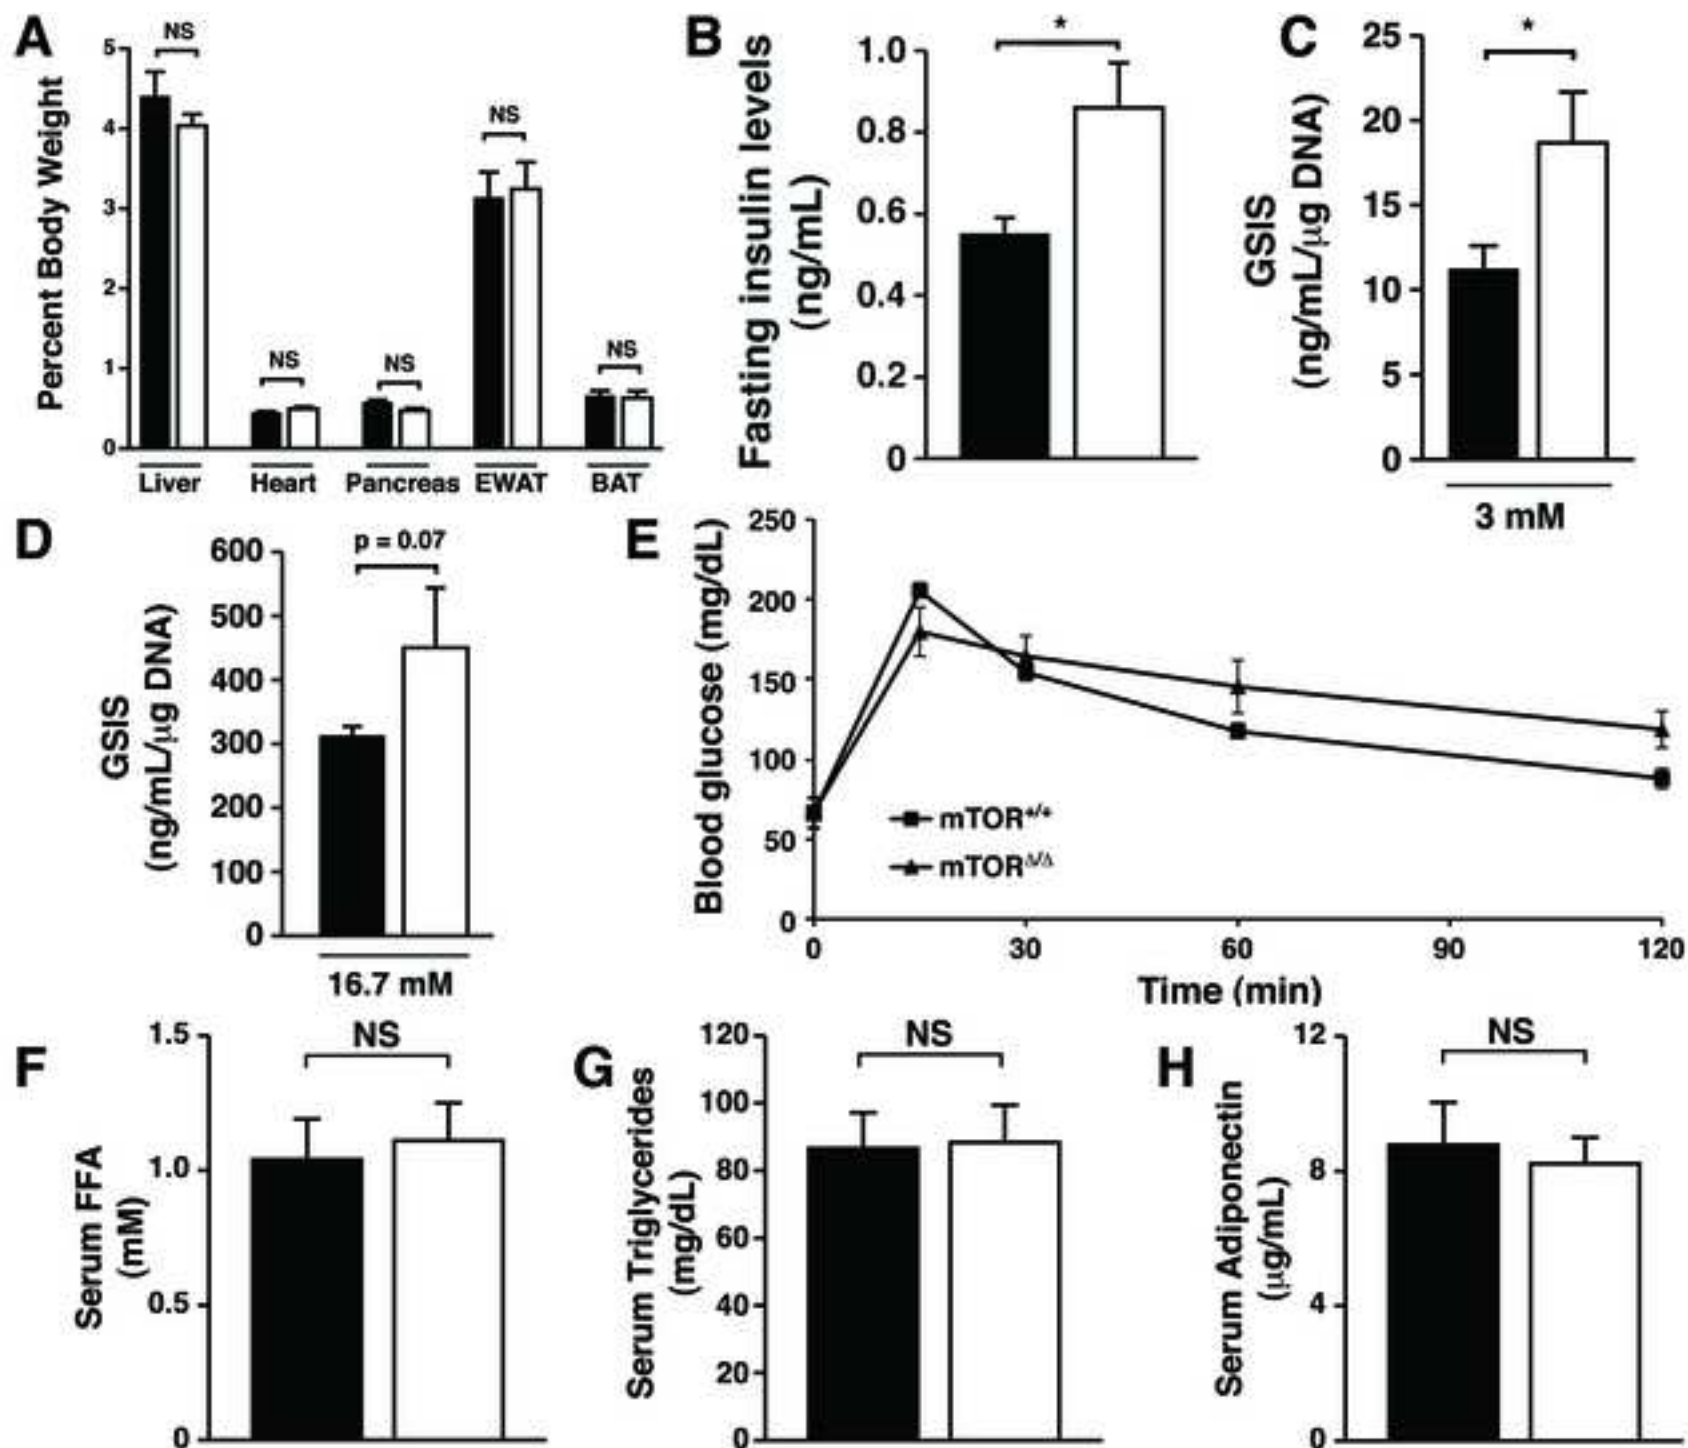 A
Percent Body Weight
5
4
3
2
1
0
NS
NS
NS
NS
NS
Liver Heart Pancreas EWAT BAT
B
Fasting insulin levels
(ng/mL)
1.0
0.8
0.6
0.4
0.2
0
*
C
GSIS
(ng/mL/µg DNA)
25
20
15
10
5
0
*
3 mM
D
GSIS
(ng/mL/µg DNA)
600
500
400
300
200
100
0
p = 0.07
16.7 mM
E
Blood glucose (mg/dL)
250
200
150
100
50
0
mTOR+/+
mTORΔ/Δ
0 30 60 90 120
Time (min)
F
Serum FFA
(mM)
1.5
1.0
0.5
0
NS
G
Serum Triglycerides
(mg/dL)
120
100
80
60
40
20
0
NS
H
Serum Adiponectin
(µg/mL)
12
8
4
0
NS